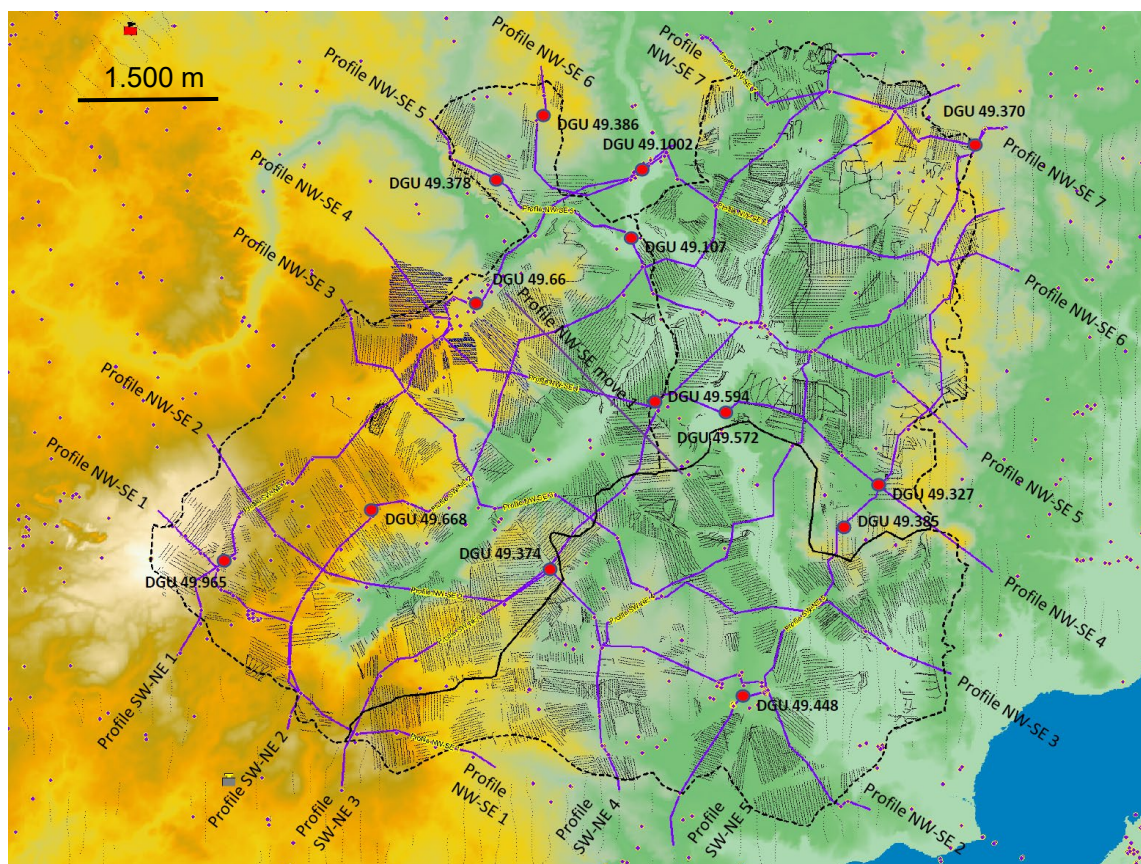 1.500 m
Profile NW-SE 6
Profile
NW-SE 7
Profile NW-SE 5
DGU 49.386
DGU 49.370
DGU 49.1002
DGU 49.378
Profile NW-SE 7
Profile NW-SE 4
Profile NW-SE 5
DGU 49.107
Profile NW-SE 3
DGU 49.66
Profile NW-SE 6
Profile NW-SE move
Profile NW-SE 2
DGU 49.594
DGU 49.572
Profile NW-SE 1
DGU 49.327
Profile NW-SE 5
DGU 49.668
DGU 49.385
DGU 49.374
DGU 49.965
Profile NW-SE 4
Profile SW-NE 1
DGU 49.448
Profile NW-SE 3
Profile SW-NE 2
Profile
SW-NE 3
Profile
NW-SE 1
Profile
SW-NE 4
Profile
SW-NE 5
Profile NW-SE 2